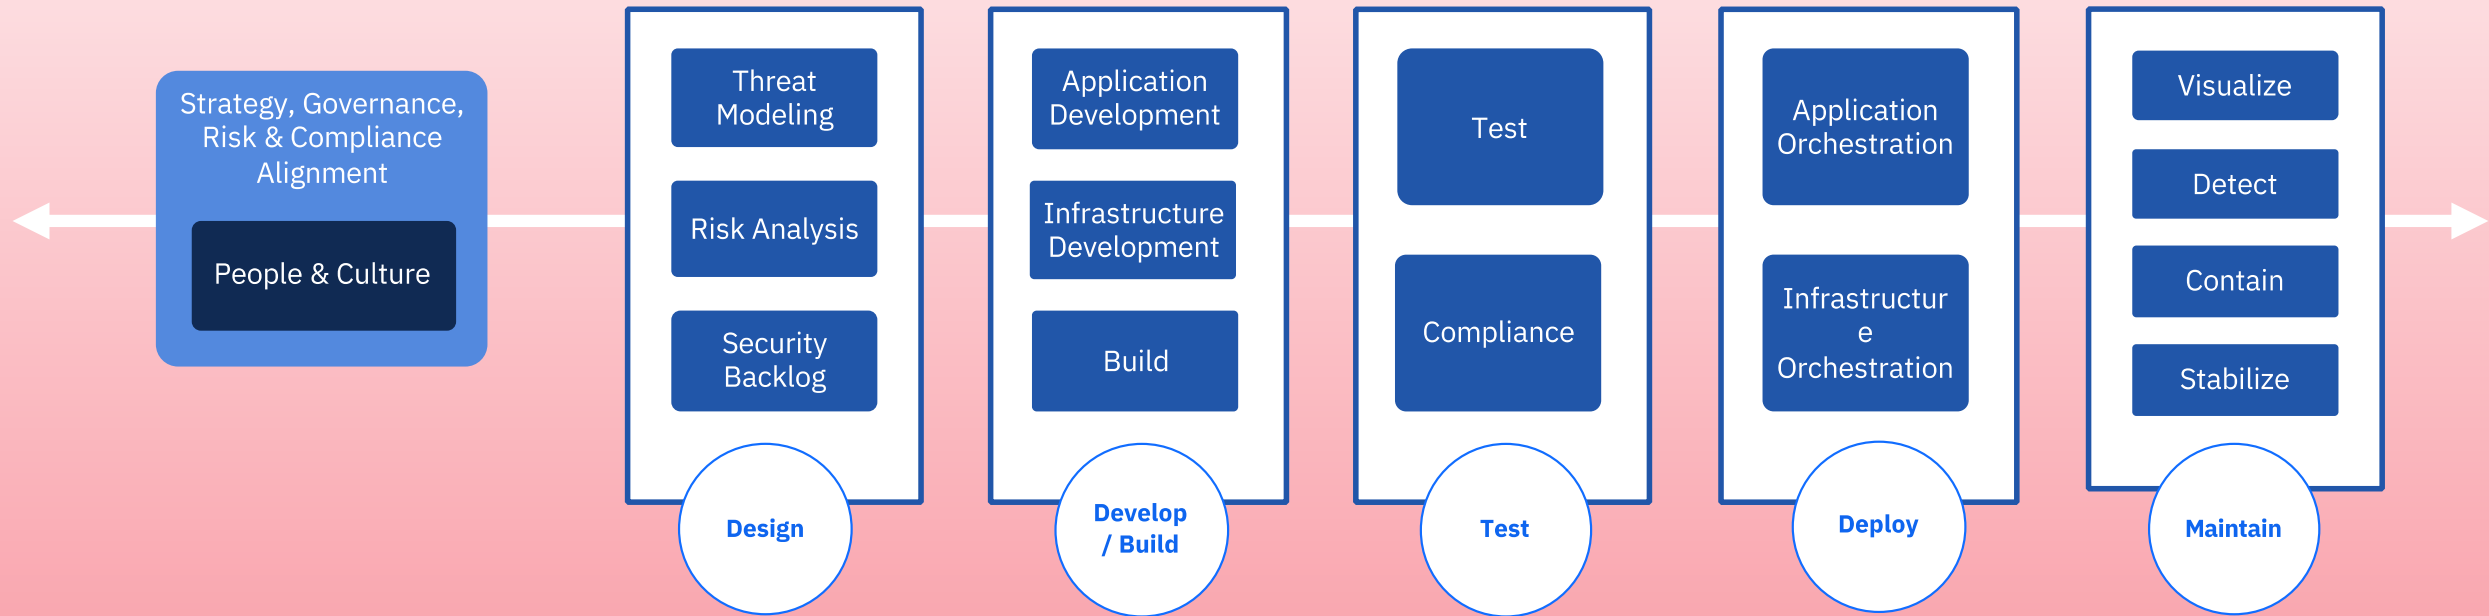 Strategy, Governance,
Risk & Compliance
Alignment
People & Culture
Threat
Modeling
Risk Analysis
Security
Backlog
Design
Application
Development
Infrastructure
Development
Build
Develop
/ Build
Test
Compliance
Test
Application
Orchestration
Infrastructur
e
Orchestration
Deploy
Visualize
Detect
Contain
Stabilize
Maintain